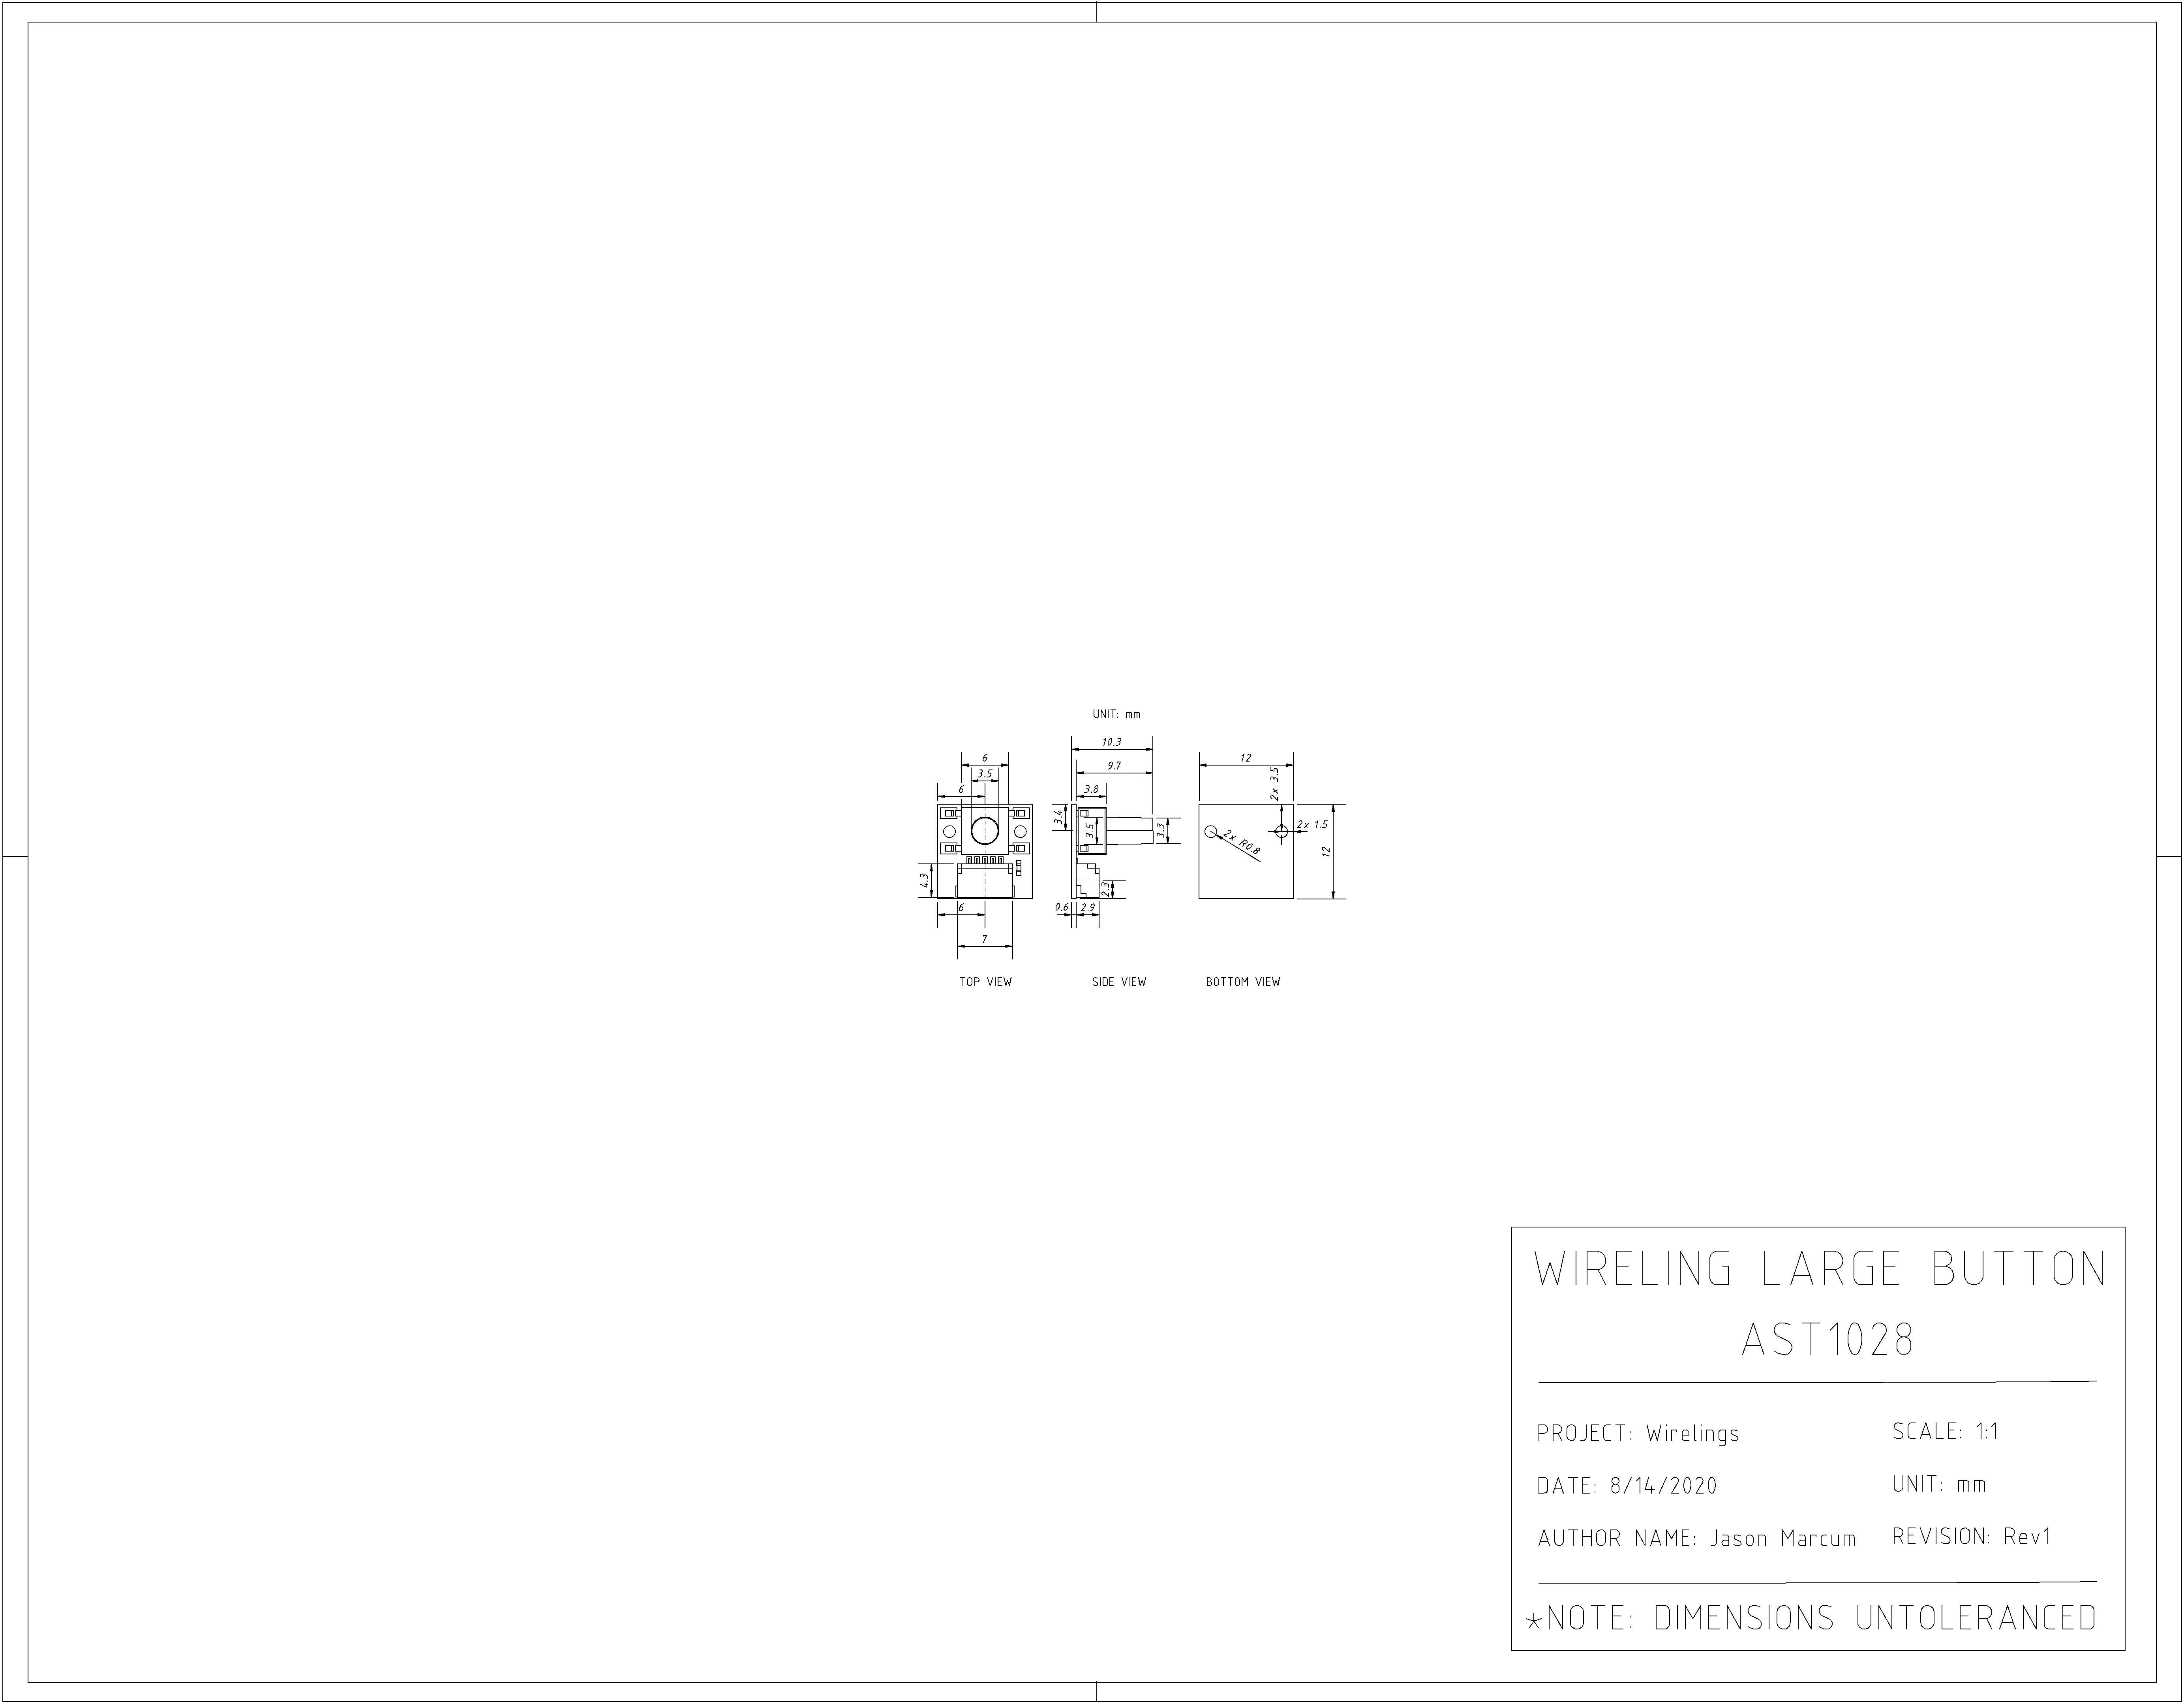 UNIT: mm
10.3
9.7
3.8
6
3.5
6
12
2x 3.5
3.4
3.5
3.3
2x R0.8
2x 1.5
12
4.3
2.3
6
0.6
2.9
7
TOP VIEW
SIDE VIEW
BOTTOM VIEW
WIRELING LARGE BUTTON
AST1028
PROJECT: Wirelings
SCALE: 1:1
DATE: 8/14/2020
UNIT: mm
AUTHOR NAME: Jason Marcum
REVISION: Rev1
*NOTE: DIMENSIONS UNTOLERANCED